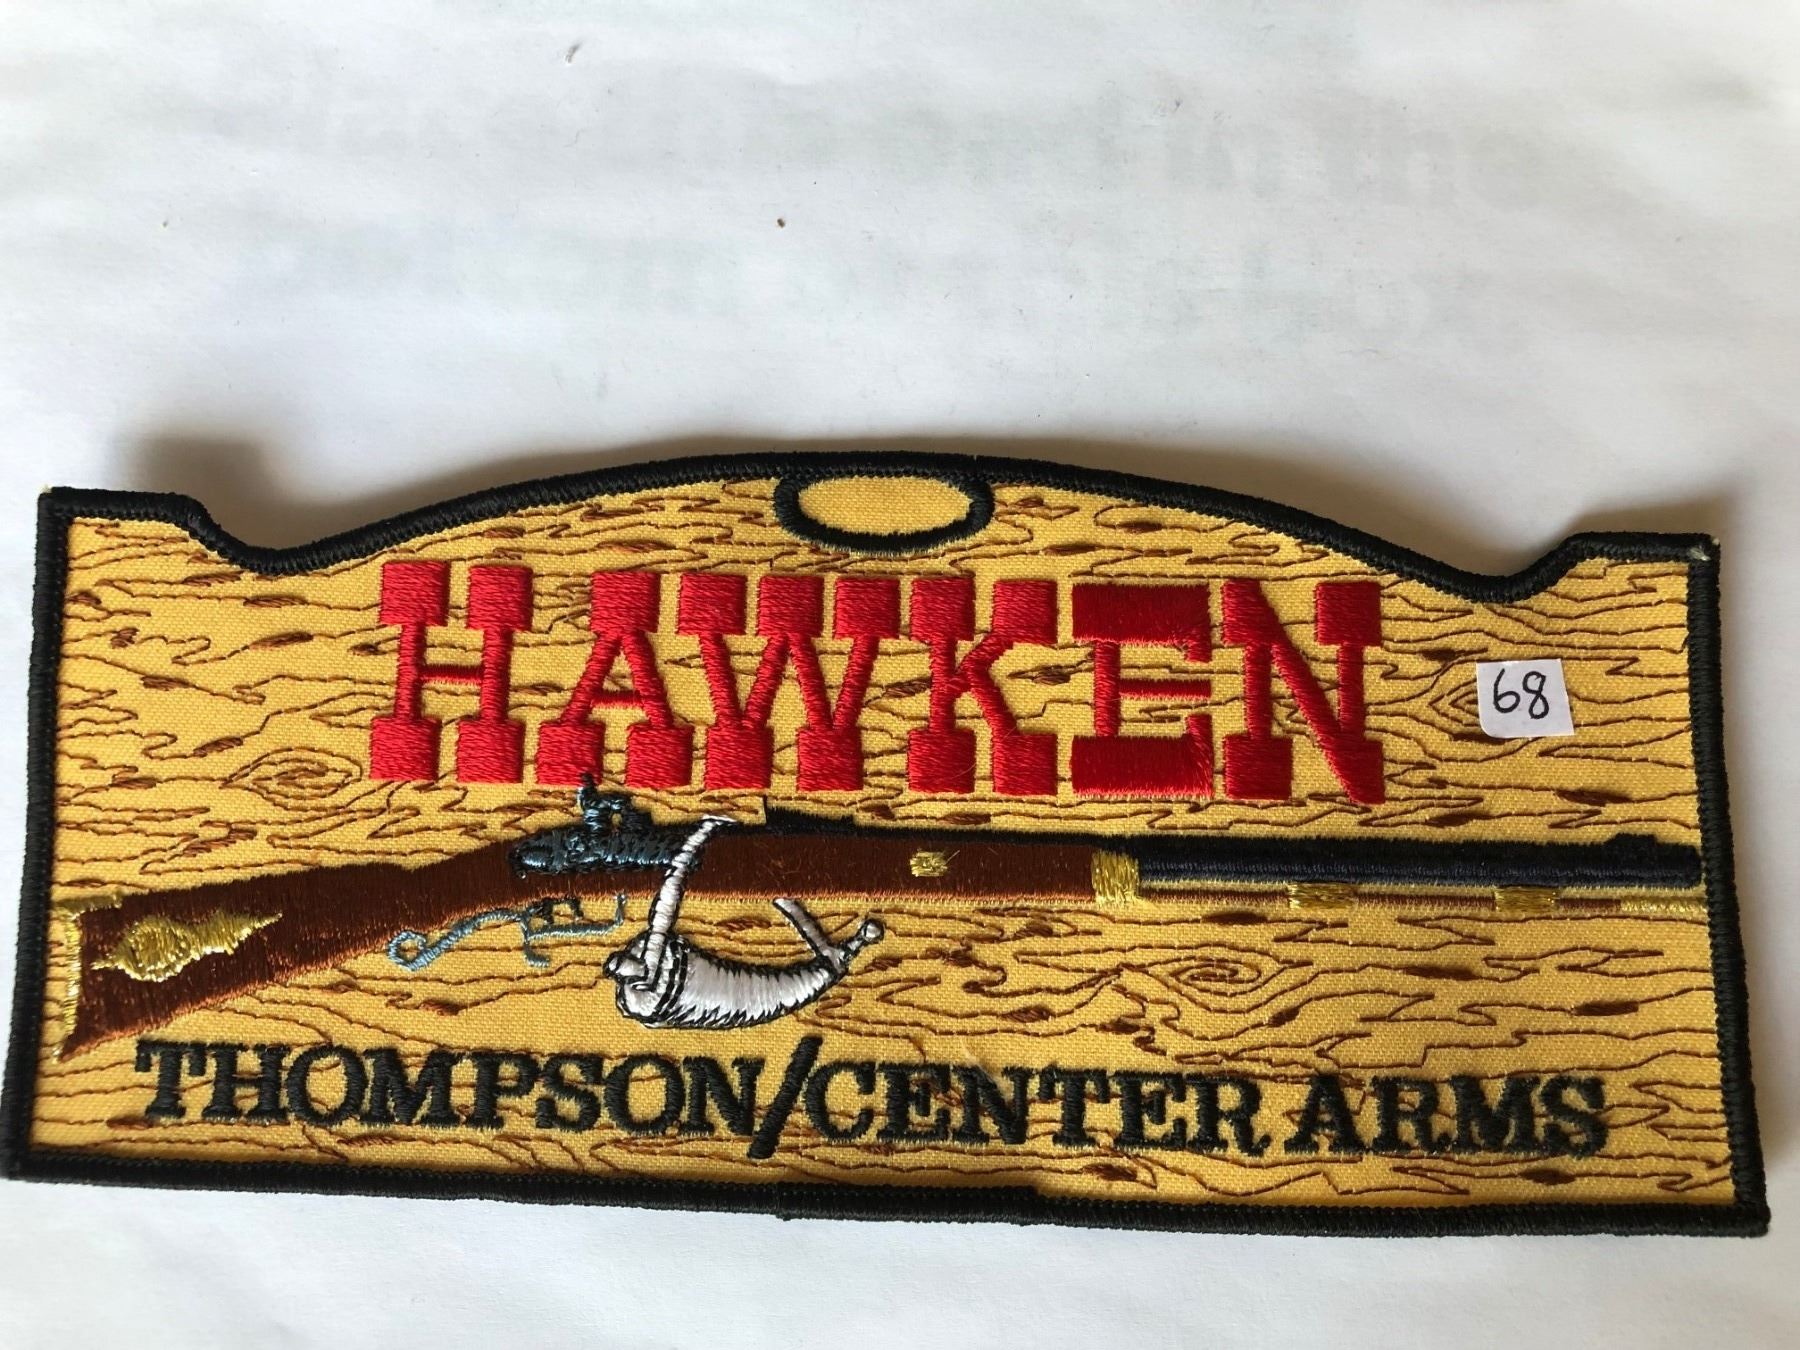 HAWKEN
68
THOMPSON/CENTER ARMS